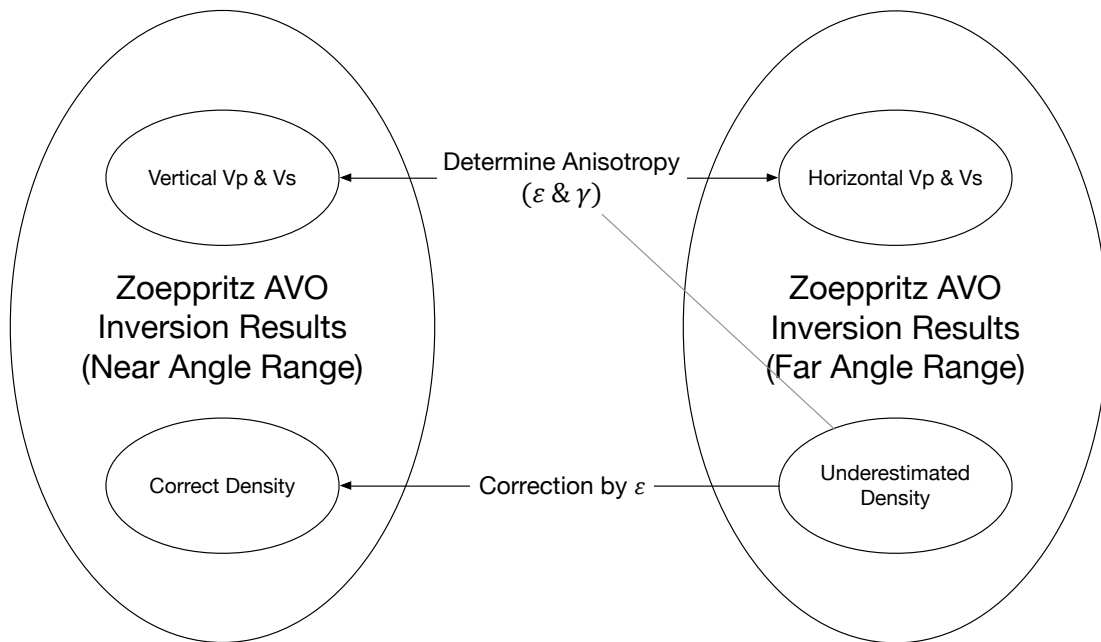 Vertical Vp & Vs
Determine Anisotropy
(ε & γ)
Horizontal Vp & Vs
Zoeppritz AVO
Inversion Results
(Near Angle Range)
Zoeppritz AVO
Inversion Results
(Far Angle Range)
Correct Density
Correction by ε
Underestimated
Density